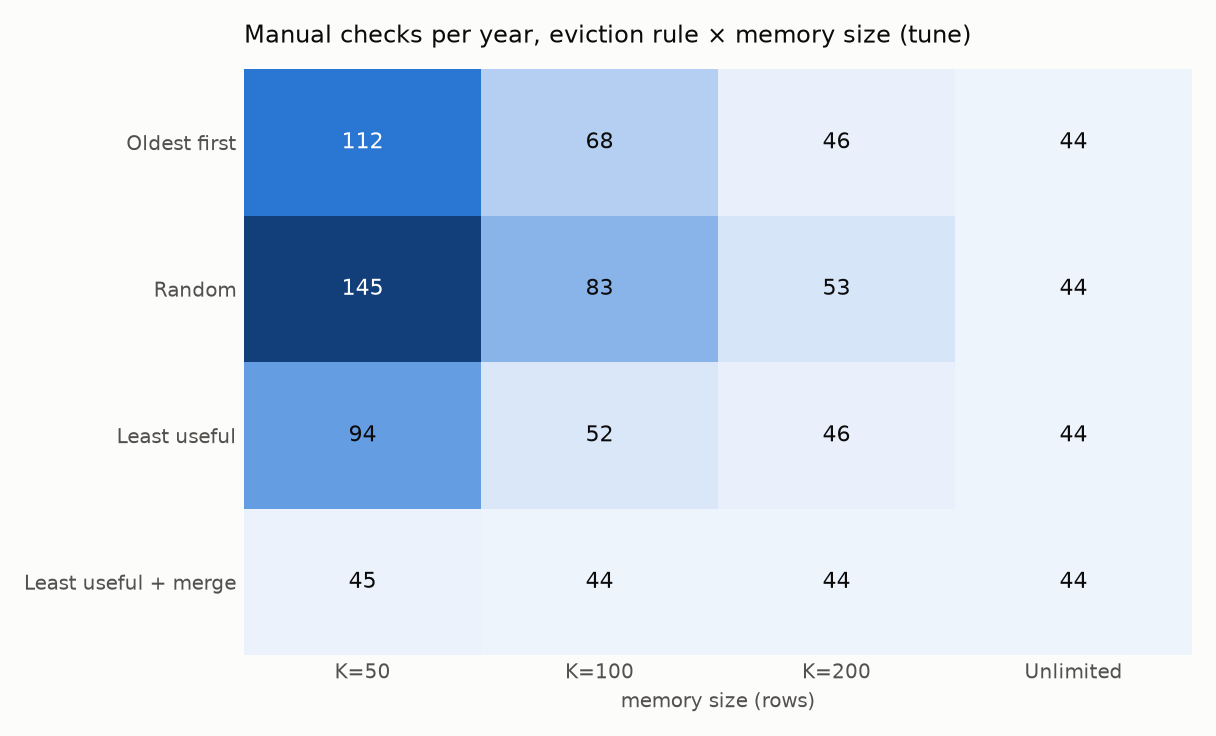 Manual checks per year, eviction rule × memory size (tune)
Oldest first 112 68 46 44
Random 145 83 53 44
Least useful 94 52 46 44
Least useful + merge 45 44 44 44
K=50 K=100 K=200 Unlimited
memory size (rows)